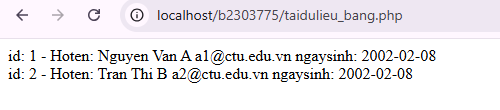 localhost/b2303775/taidulieu_bang.php
id: 1 - Hoten: Nguyen Van A a1@ctu.edu.vn ngaysinh: 2002-02-08
id: 2 - Hoten: Tran Thi B a2@ctu.edu.vn ngaysinh: 2002-02-08